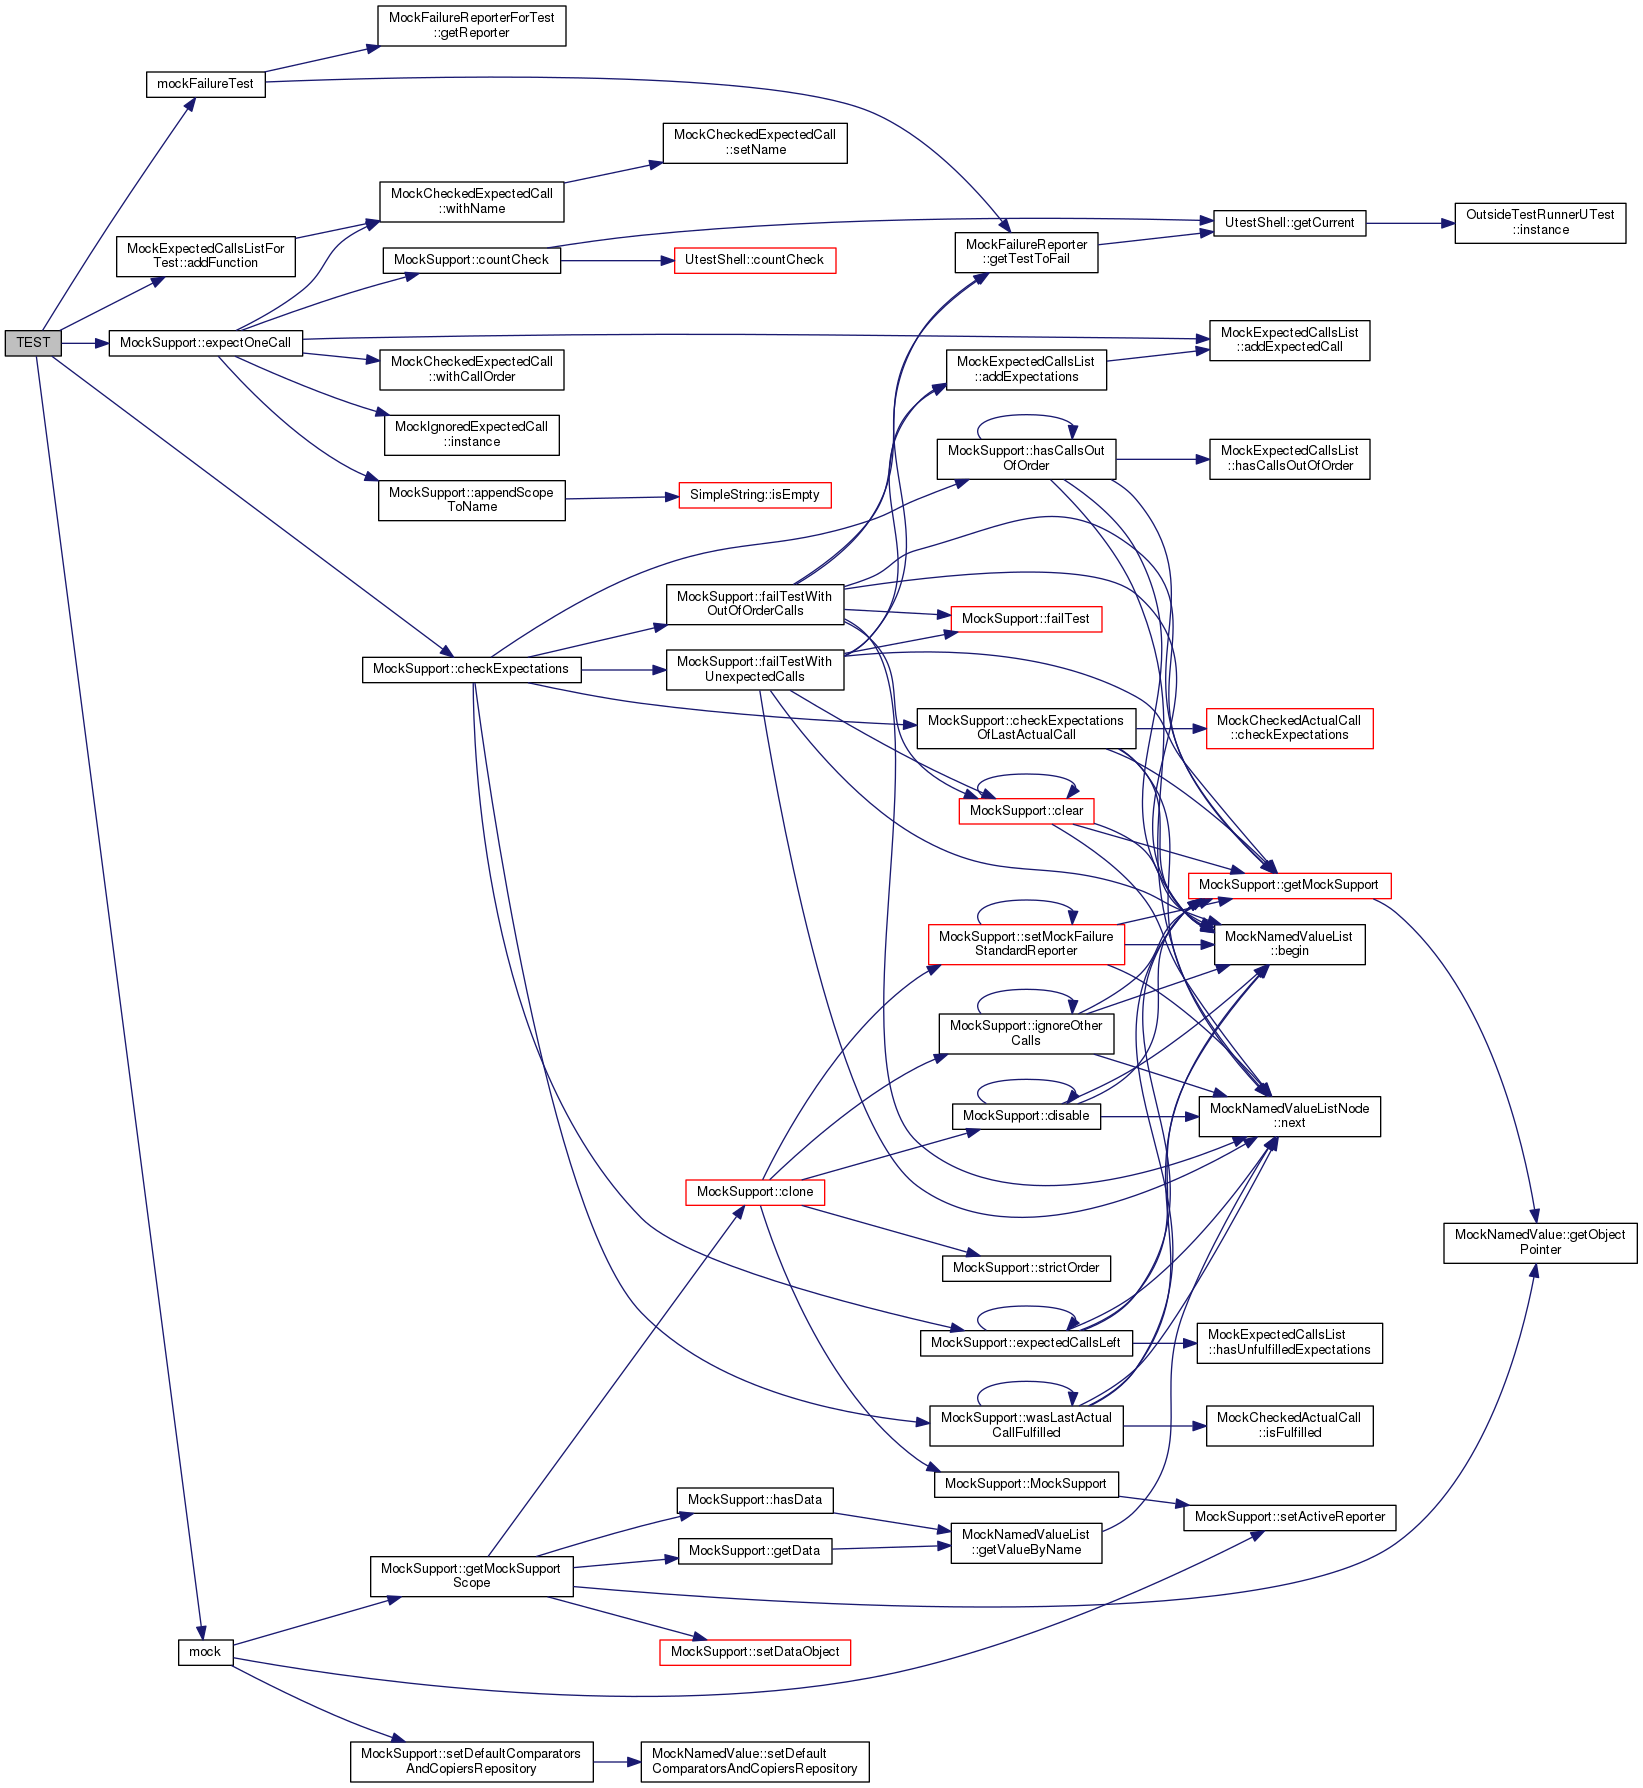 MockFailureReporterForTest
::getReporter
mockFailureTest
MockCheckedExpectedCall
::setName
MockCheckedExpectedCall
::withName
OutsideTestRunnerUTest
::instance
UtestShell::getCurrent
MockExpectedCallsListFor
Test::addFunction
MockSupport::countCheck
UtestShell::countCheck
MockFailureReporter
::getTestToFail
TEST
MockSupport::expectOneCall
MockExpectedCallsList
::addExpectedCall
MockCheckedExpectedCall
::withCallOrder
MockExpectedCallsList
::addExpectations
MockIgnoredExpectedCall
::instance
MockSupport::hasCallsOut
OfOrder
MockExpectedCallsList
::hasCallsOutOfOrder
MockSupport::appendScope
ToName
SimpleString::isEmpty
MockSupport::failTestWith
OutOfOrderCalls
MockSupport::failTest
MockSupport::checkExpectations
MockSupport::failTestWith
UnexpectedCalls
MockSupport::checkExpectations
OfLastActualCall
MockCheckedActualCall
::checkExpectations
MockSupport::clear
MockSupport::getMockSupport
MockSupport::setMockFailure
StandardReporter
MockNamedValueList
::begin
MockSupport::ignoreOther
Calls
MockSupport::disable
MockNamedValueListNode
::next
MockSupport::clone
MockSupport::strictOrder
MockNamedValue::getObject
Pointer
MockSupport::expectedCallsLeft
MockExpectedCallsList
::hasUnfulfilledExpectations
MockSupport::wasLastActual
CallFulfilled
MockCheckedActualCall
::isFulfilled
MockSupport::MockSupport
MockSupport::hasData
MockSupport::setActiveReporter
MockSupport::getData
MockNamedValueList
::getValueByName
MockSupport::getMockSupport
Scope
mock
MockSupport::setDataObject
MockSupport::setDefaultComparators
AndCopiersRepository
MockNamedValue::setDefault
ComparatorsAndCopiersRepository